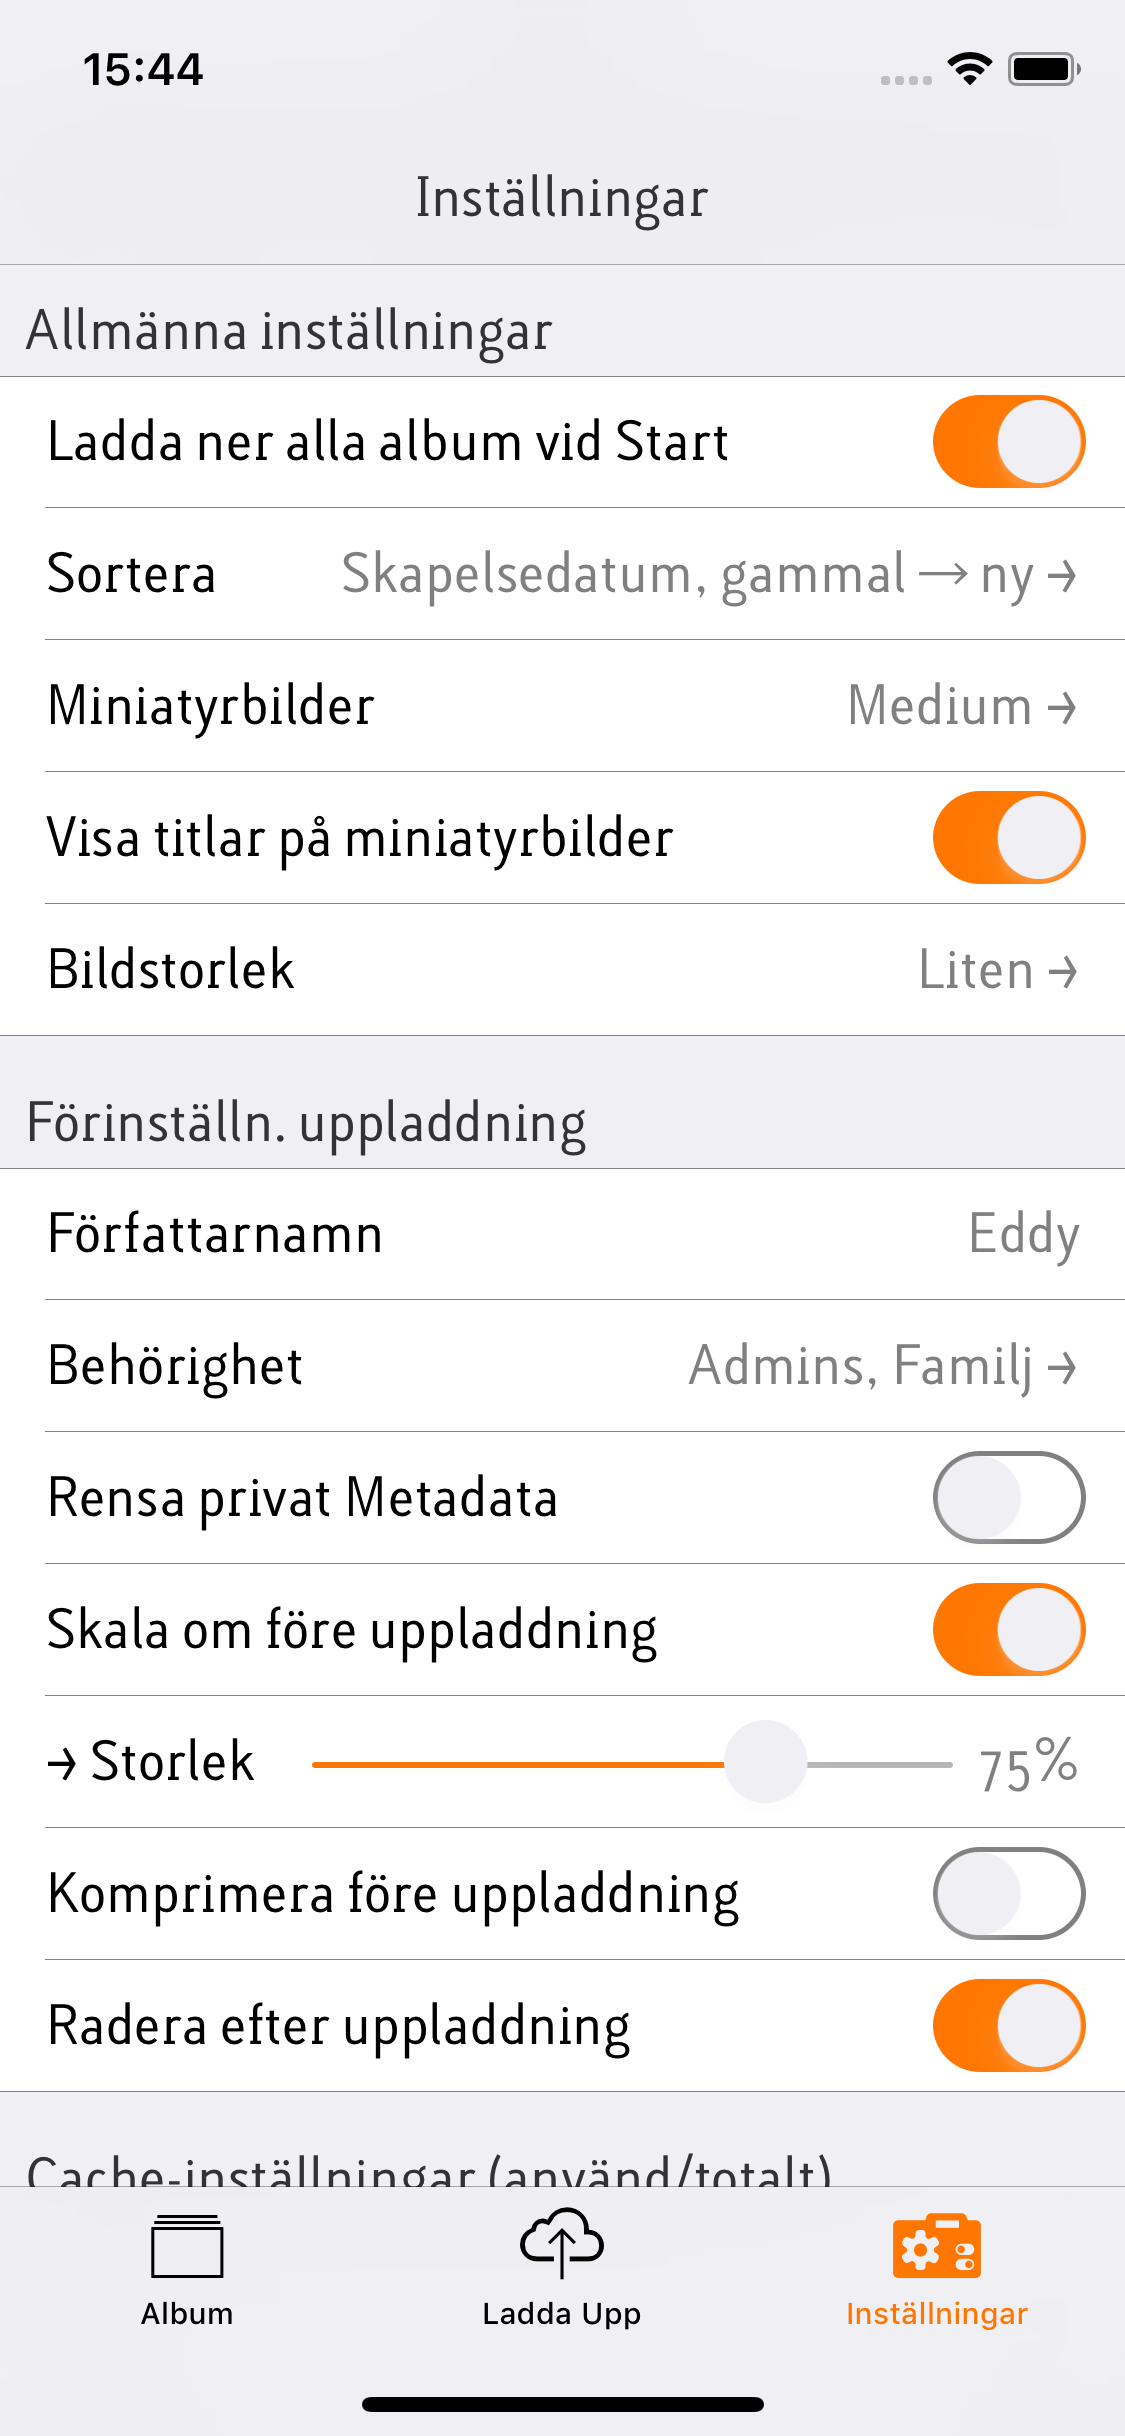 15:44
Inställningar
Allmänna inställningar
Ladda ner alla album vid Start
Sortera Skapelsedatum, gammal → ny →
Miniatyrbilder Medium →
Visa titlar på miniatyrbilder
Bildstorlek Liten →
Förinställn. uppladdning
Författarnamn Eddy
Behörighet Admins, Familj →
Rensa privat Metadata
Skala om före uppladdning
→ Storlek 75%
Komprimera före uppladdning
Radera efter uppladdning
Cache-inställningar (använd/totalt)
Album Ladda Upp Inställningar